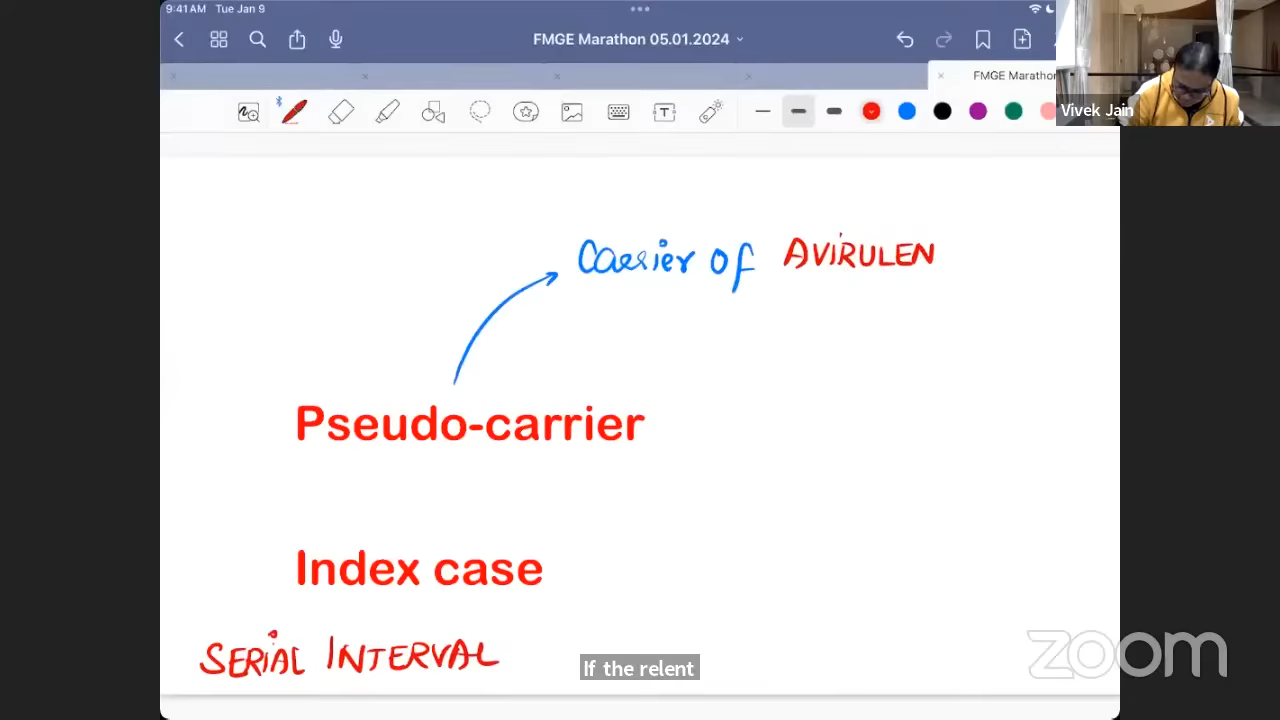 9:41 AM Tue Jan 9
FMGE Marathon 05.01.2024
FMGE Marathon
Vivek Jain
Carrier of AVIRULEN
Pseudo-carrier
Index case
SERIAL INTERVAL
If the relent
zoom